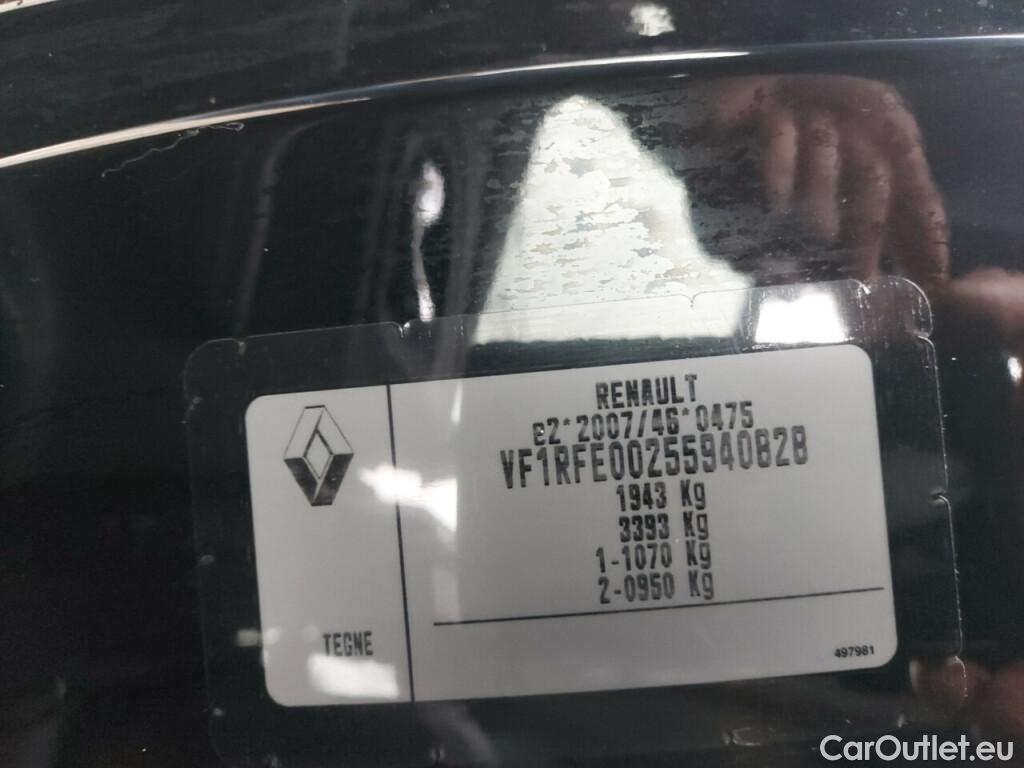 RENAULT
e2*2007/46*0475
VF1RFE00255940828
1943 Kg
3393 Kg
1-1070 Kg
2-0950 Kg
TEGNE
497981
CarOutlet.eu